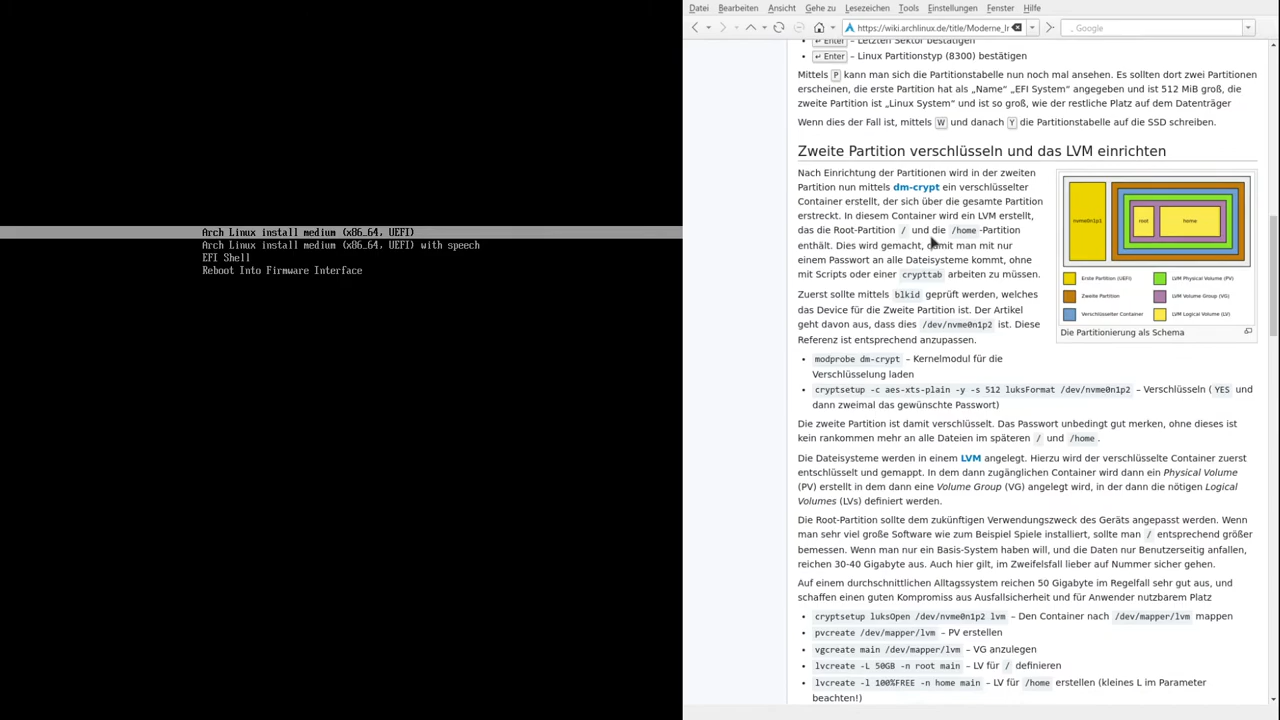 Arch Linux install medium (x86_64, UEFI)
Arch Linux install medium (x86_64, UEFI) with speech
EFI Shell
Reboot Into Firmware Interface
Datei Bearbeiten Ansicht Gehe zu Lesezeichen Tools Einstellungen Fenster Hilfe
https://wiki.archlinux.de/title/Moderne_Ir
Google
↵ Enter – Letzten Sektor bestätigen
↵ Enter – Linux Partitionstyp (8300) bestätigen
Mittels P kann man sich die Partitionstabelle nun noch mal ansehen. Es sollten dort zwei Partitionen
erscheinen, die erste Partition hat als „Name“ „EFI System“ angegeben und ist 512 MiB groß, die
zweite Partition ist „Linux System“ und ist so groß, wie der restliche Platz auf dem Datenträger
Wenn dies der Fall ist, mittels W und danach Y die Partitionstabelle auf die SSD schreiben.
Zweite Partition verschlüsseln und das LVM einrichten
Nach Einrichtung der Partitionen wird in der zweiten
Partition nun mittels dm-crypt ein verschlüsselter
Container erstellt, der sich über die gesamte Partition
erstreckt. In diesem Container wird ein LVM erstellt,
das die Root-Partition / und die /home -Partition
enthält. Dies wird gemacht, damit man mit nur
einem Passwort an alle Dateisysteme kommt, ohne
mit Scripts oder einer crypttab arbeiten zu müssen.
nvme0n1p1 root home
Erste Partition (UEFI) LVM Physical Volume (PV)
Zweite Partition LVM Volume Group (VG)
Verschlüsselter Container LVM Logical Volume (LV)
Die Partitionierung als Schema
Zuerst sollte mittels blkid geprüft werden, welches
das Device für die Zweite Partition ist. Der Artikel
geht davon aus, dass dies /dev/nvme0n1p2 ist. Diese
Referenz ist entsprechend anzupassen.
• modprobe dm-crypt – Kernelmodul für die
Verschlüsselung laden
• cryptsetup -c aes-xts-plain -y -s 512 luksFormat /dev/nvme0n1p2 – Verschlüsseln ( YES und
dann zweimal das gewünschte Passwort)
Die zweite Partition ist damit verschlüsselt. Das Passwort unbedingt gut merken, ohne dieses ist
kein rankommen mehr an alle Dateien im späteren / und /home .
Die Dateisysteme werden in einem LVM angelegt. Hierzu wird der verschlüsselte Container zuerst
entschlüsselt und gemappt. In dem dann zugänglichen Container wird dann ein Physical Volume
(PV) erstellt in dem dann eine Volume Group (VG) angelegt wird, in der dann die nötigen Logical
Volumes (LVs) definiert werden.
Die Root-Partition sollte dem zukünftigen Verwendungszweck des Geräts angepasst werden. Wenn
man sehr viel große Software wie zum Beispiel Spiele installiert, sollte man / entsprechend größer
bemessen. Wenn man nur ein Basis-System haben will, und die Daten nur Benutzerseitig anfallen,
reichen 30-40 Gigabyte aus. Auch hier gilt, im Zweifelsfall lieber auf Nummer sicher gehen.
Auf einem durchschnittlichen Alltagssystem reichen 50 Gigabyte im Regelfall sehr gut aus, und
schaffen einen guten Kompromiss aus Ausfallsicherheit und für Anwender nutzbarem Platz
• cryptsetup luksOpen /dev/nvme0n1p2 lvm – Den Container nach /dev/mapper/lvm mappen
• pvcreate /dev/mapper/lvm – PV erstellen
• vgcreate main /dev/mapper/lvm – VG anzulegen
• lvcreate -L 50GB -n root main – LV für / definieren
• lvcreate -l 100%FREE -n home main – LV für /home erstellen (kleines L im Parameter
beachten!)